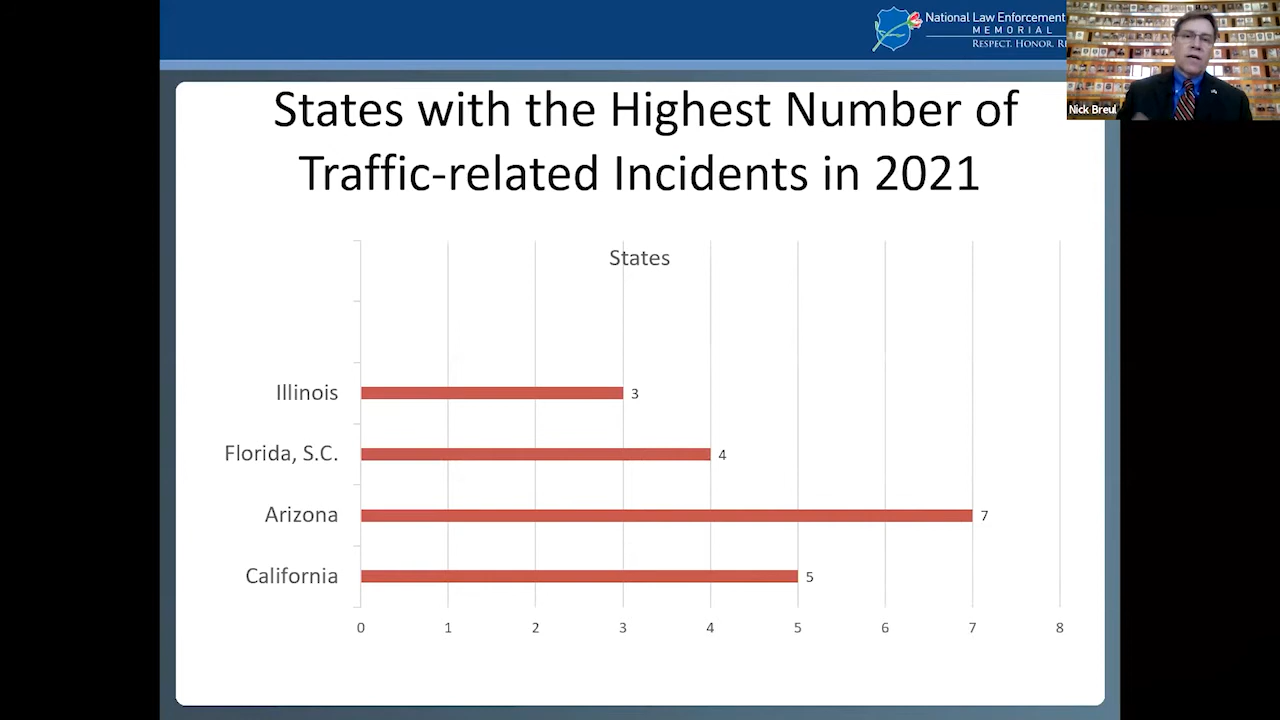 National Law Enforcement
MEMORIAL
RESPECT. HONOR.
Nick Breul
States with the Highest Number of
Traffic-related Incidents in 2021
States
Illinois 3
Florida, S.C. 4
Arizona 7
California 5
0 1 2 3 4 5 6 7 8